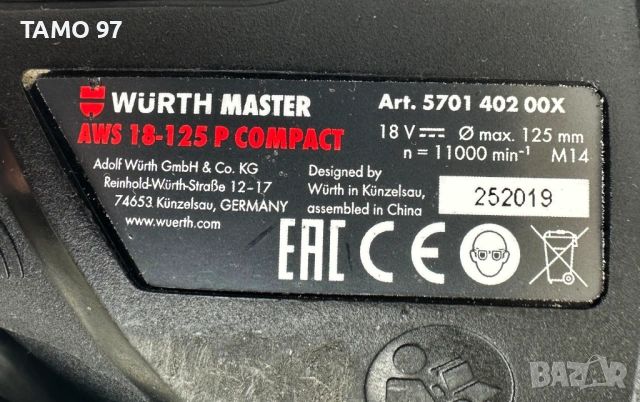 TAMO 97
WÜRTH MASTER
AWS 18-125 P COMPACT
Adolf Würth GmbH & Co. KG
Reinhold-Würth-Straße 12-17
74653 Künzelsau, GERMANY
www.wuerth.com
Art. 5701 402 00X
18 V ⎓ Ø max. 125 mm
n = 11000 min⁻¹ M14
Designed by
Würth in Künzelsau,
assembled in China
252019
EAC CE
BAZAR